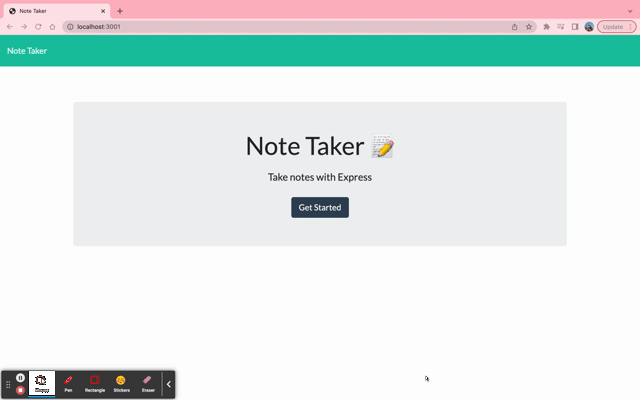 Note Taker
localhost:3001
Update
Note Taker
Note Taker 📝
Take notes with Express
Get Started
Pen
Rectangle
Stickers
Eraser